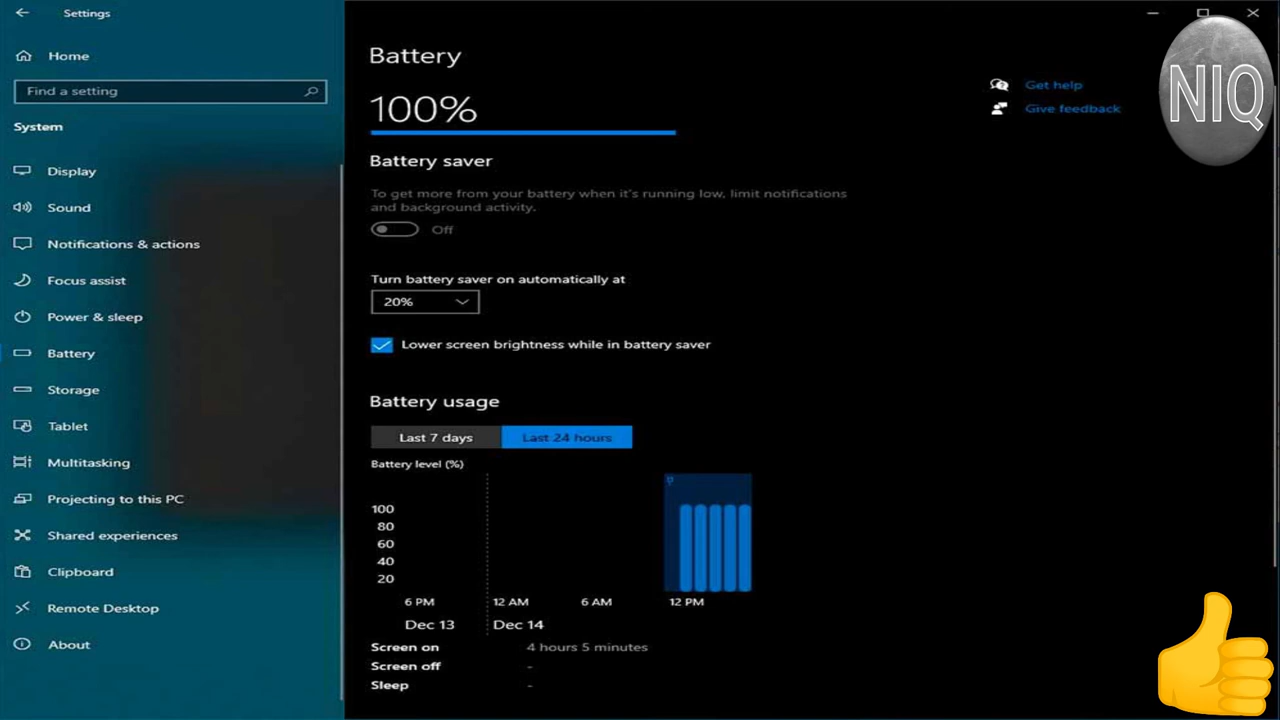 Settings
Home
Find a setting
System
Display
Sound
Notifications & actions
Focus assist
Power & sleep
Battery
Storage
Tablet
Multitasking
Projecting to this PC
Shared experiences
Clipboard
Remote Desktop
About
Battery
100%
Battery saver
To get more from your battery when it's running low, limit notifications
and background activity.
Off
Turn battery saver on automatically at
20%
Lower screen brightness while in battery saver
Battery usage
Last 7 days
Last 24 hours
Battery level (%)
100
80
60
40
20
6 PM
12 AM
6 AM
12 PM
Dec 13
Dec 14
Screen on
4 hours 5 minutes
Screen off
-
Sleep
-
Get help
Give feedback
NIQ